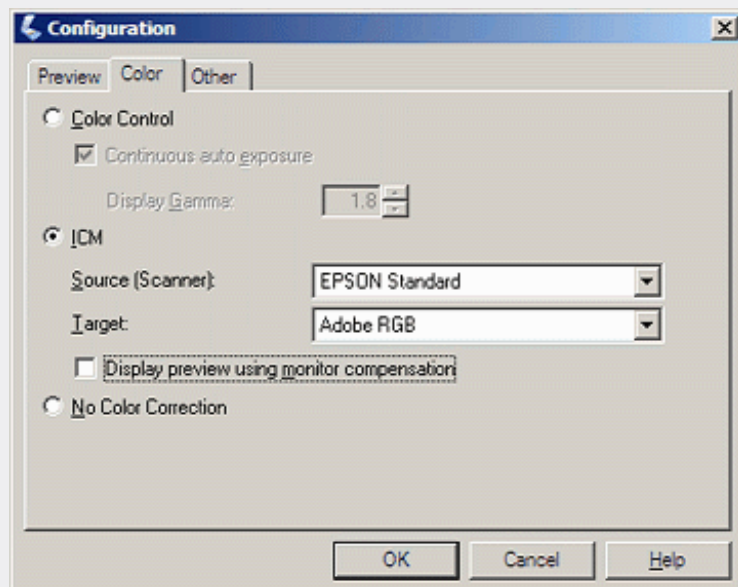 Configuration
Preview Color Other
Color Control
Continuous auto exposure
Display Gamma: 1.8
ICM
Source (Scanner): EPSON Standard
Target: Adobe RGB
Display preview using monitor compensation
No Color Correction
OK Cancel Help